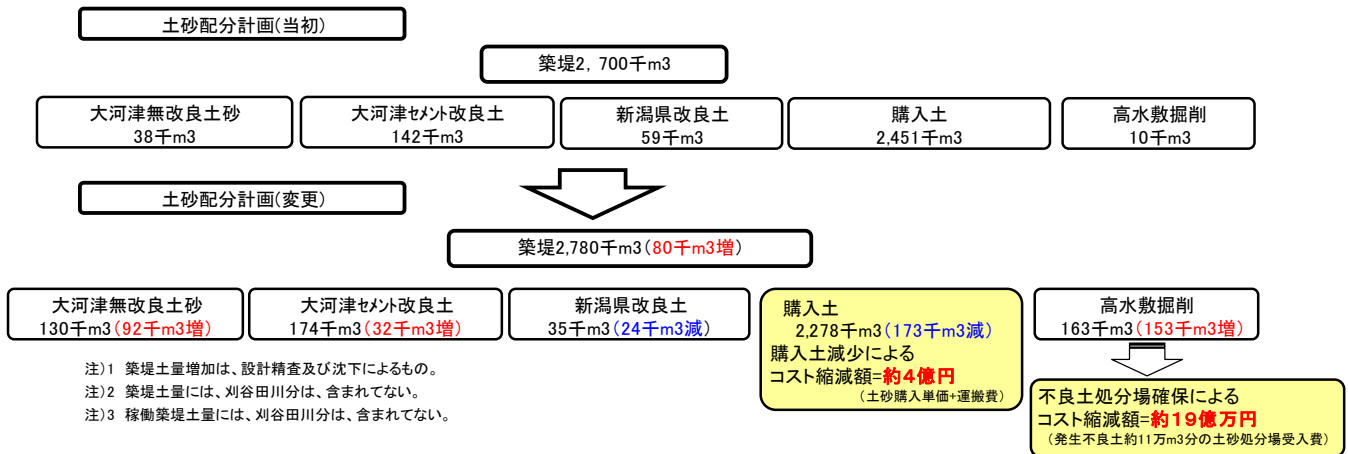 土砂配分計画(当初)
築堤2,700千m3
大河津無改良土砂
38千m3
大河津セメント改良土
142千m3
新潟県改良土
59千m3
購入土
2,451千m3
高水敷掘削
10千m3
土砂配分計画(変更)
築堤2,780千m3(80千m3増)
大河津無改良土砂
130千m3(92千m3増)
大河津セメント改良土
174千m3(32千m3増)
新潟県改良土
35千m3(24千m3減)
購入土
2,278千m3(173千m3減)
購入土減少による
コスト縮減額=約4億円
(土砂購入単価+運搬費)
高水敷掘削
163千m3(153千m3増)
不良土処分場確保による
コスト縮減額=約19億万円
(発生不良土約11万m3分の土砂処分場受入費)
注)1 築堤土量増加は、設計精査及び沈下によるもの。
注)2 築堤土量には、刈谷田川分は、含まれてない。
注)3 稼働築堤土量には、刈谷田川分は、含まれてない。